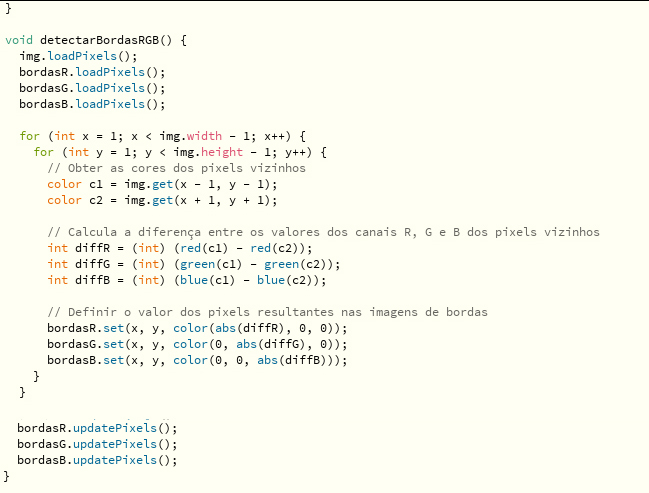 }

void detectarBordasRGB() {
  img.loadPixels();
  bordasR.loadPixels();
  bordasG.loadPixels();
  bordasB.loadPixels();

  for (int x = 1; x < img.width - 1; x++) {
    for (int y = 1; y < img.height - 1; y++) {
      // Obter as cores dos pixels vizinhos
      color c1 = img.get(x - 1, y - 1);
      color c2 = img.get(x + 1, y + 1);

      // Calcula a diferença entre os valores dos canais R, G e B dos pixels vizinhos
      int diffR = (int) (red(c1) - red(c2));
      int diffG = (int) (green(c1) - green(c2));
      int diffB = (int) (blue(c1) - blue(c2));

      // Definir o valor dos pixels resultantes nas imagens de bordas
      bordasR.set(x, y, color(abs(diffR), 0, 0));
      bordasG.set(x, y, color(0, abs(diffG), 0));
      bordasB.set(x, y, color(0, 0, abs(diffB)));
    }
  }

  bordasR.updatePixels();
  bordasG.updatePixels();
  bordasB.updatePixels();
}